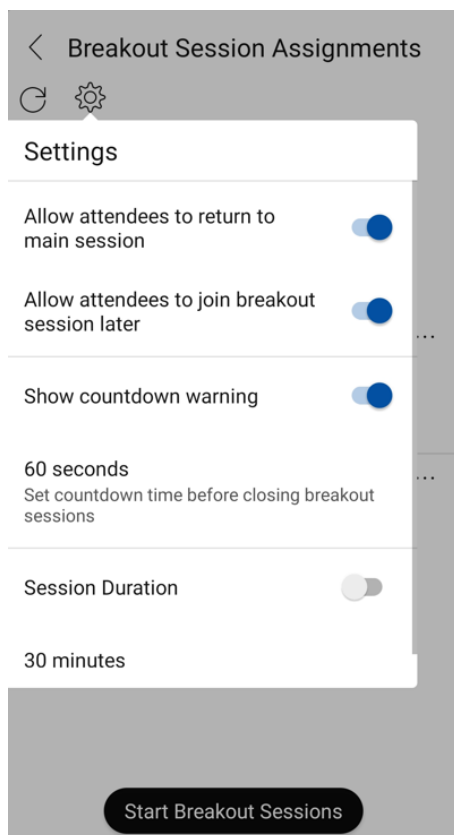 Breakout Session Assignments
Settings
Allow attendees to return to
main session
Allow attendees to join breakout
session later
Show countdown warning
60 seconds
Set countdown time before closing breakout
sessions
Session Duration
30 minutes
Start Breakout Sessions